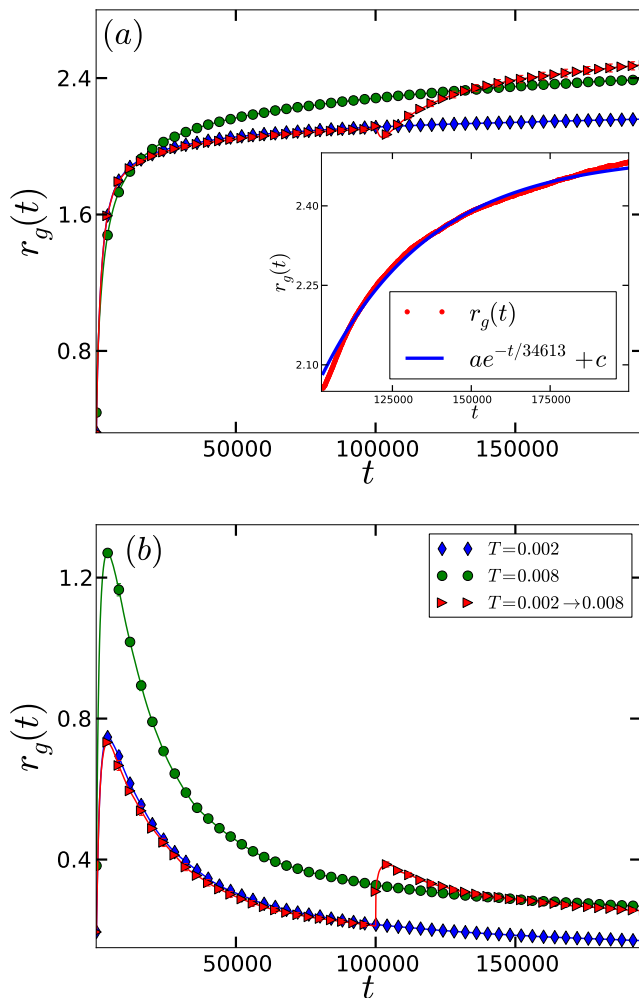 (a)
2.4
1.6
0.8
r_g(t)
2.40
2.25
2.10
r_g(t)
r_g(t)
ae^{-t/34613} + c
125000 150000 175000
t
50000 100000 150000
t
(b)
1.2
0.8
0.4
r_g(t)
T=0.002
T=0.008
T=0.002→0.008
50000 100000 150000
t